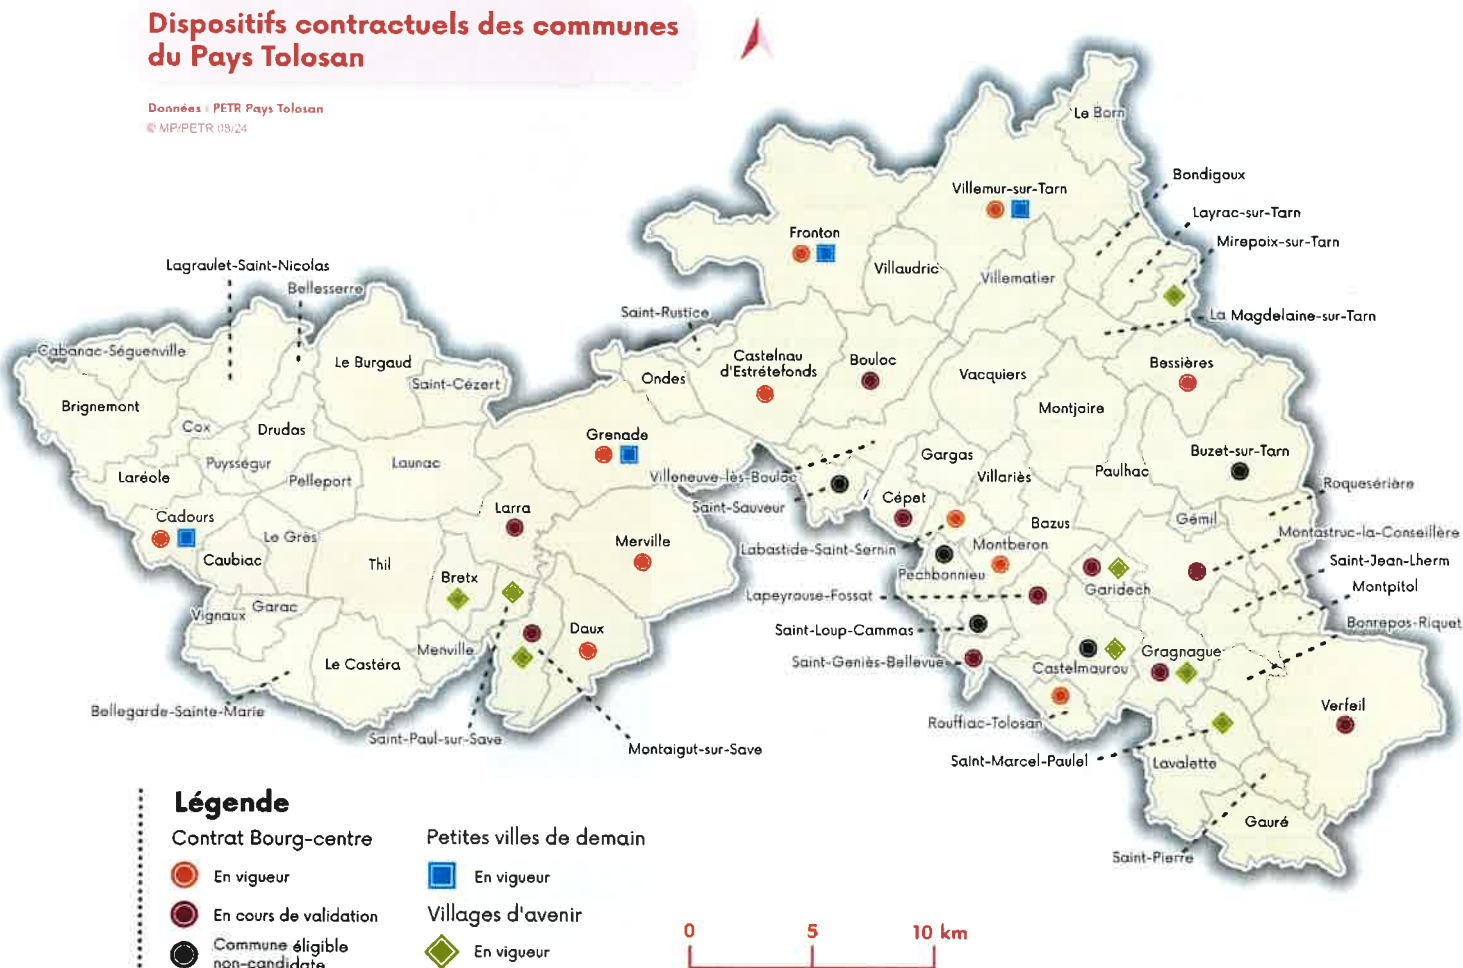 Dispositifs contractuels des communes
du Pays Tolosan
Données : PETR Pays Tolosan
© MP/PETR 08/24
Le Born
Bondigoux
Villemur-sur-Tarn
Layrac-sur-Tarn
Fronton
Mirepoix-sur-Tarn
Villaudric
Villematier
Lagraulet-Saint-Nicolas
Bellesserre
Saint-Rustice
La Magdelaine-sur-Tarn
Cabanac-Séguenville
Le Burgaud
Castelnau
d'Estrétefonds
Bouloc
Bessières
Ondes
Vacquiers
Saint-Cézert
Brignemont
Montjoire
Cox
Drudas
Grenade
Buzet-sur-Tarn
Gargas
Puysségur
Launac
Laréole
Pelleport
Villeneuve-lès-Bouloc
Villariès
Paulhac
Roquesérière
Cépet
Larra
Saint-Sauveur
Cadours
Gémil
Bazus
Montastruc-la-Conseillère
Le Grès
Merville
Labastide-Saint-Sernin
Montberon
Caubiac
Thil
Saint-Jean-Lherm
Bretx
Pechbonnieu
Garidech
Montpitol
Lapeyrouse-Fossat
Vignaux
Garac
Bonrepos-Riquet
Daux
Saint-Loup-Cammas
Menville
Gragnague
Le Castéra
Saint-Geniès-Bellevue
Castelmaurou
Verfeil
Bellegarde-Sainte-Marie
Rouffiac-Tolosan
Saint-Paul-sur-Save
Montaigut-sur-Save
Saint-Marcel-Paulel
Lavalette
Gauré
Saint-Pierre
Légende
Contrat Bourg-centre
Petites villes de demain
En vigueur
En vigueur
En cours de validation
Villages d'avenir
Commune éligible
non-candidate
En vigueur
0 5 10 km